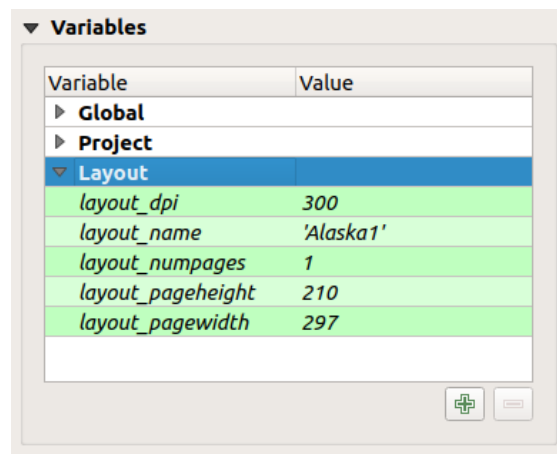 Variables
Variable Value
Global
Project
Layout
layout_dpi 300
layout_name 'Alaska1'
layout_numpages 1
layout_pageheight 210
layout_pagewidth 297